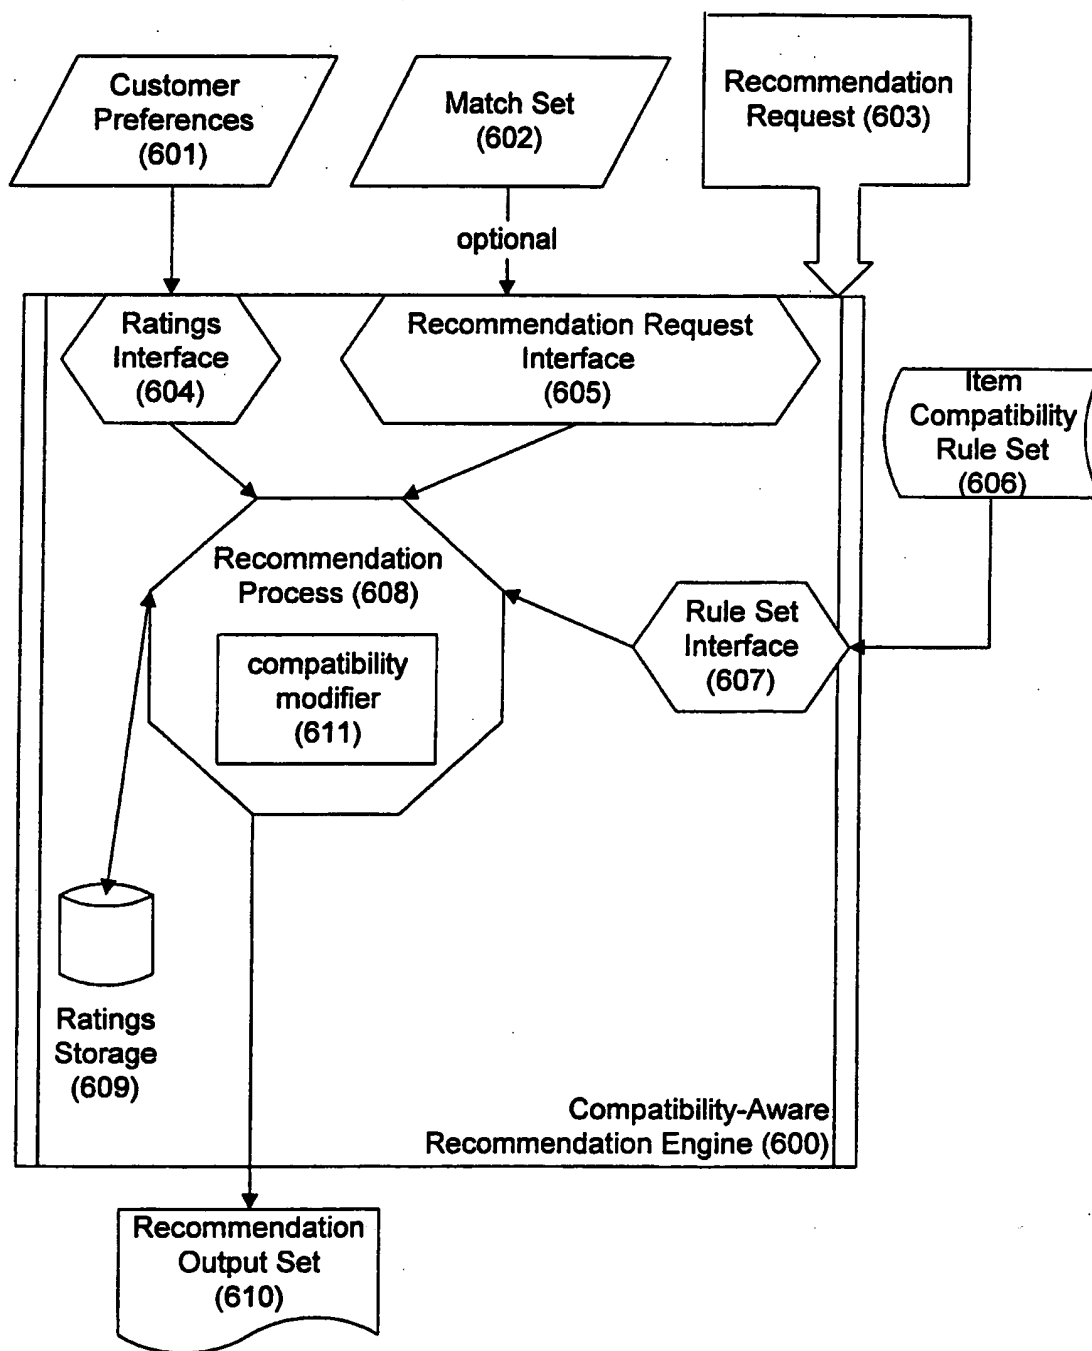 Customer
Preferences
(601)
Match Set
(602)
Recommendation
Request (603)
optional
Ratings
Interface
(604)
Recommendation Request
Interface
(605)
Item
Compatibility
Rule Set
(606)
Recommendation
Process (608)
compatibility
modifier
(611)
Rule Set
Interface
(607)
Ratings
Storage
(609)
Compatibility-Aware
Recommendation Engine (600)
Recommendation
Output Set
(610)